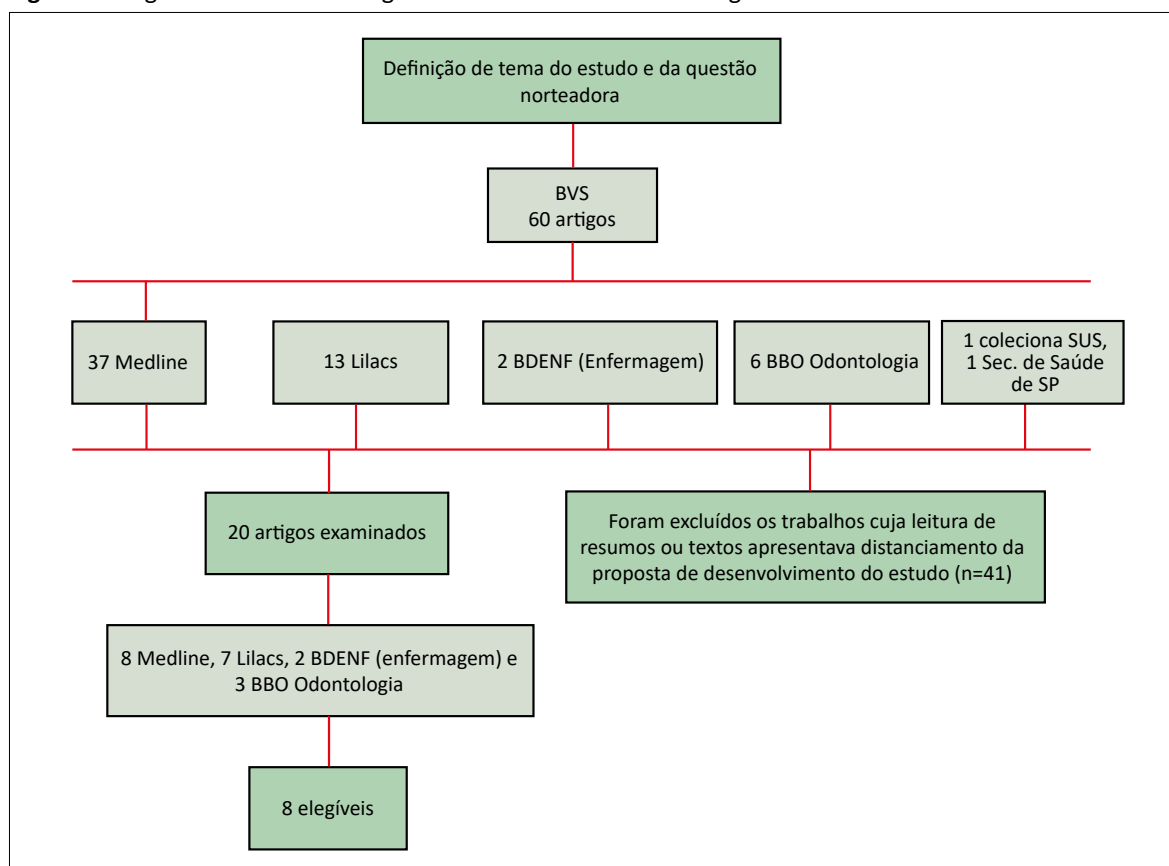 Definição de tema do estudo e da questão
norteadora
BVS
60 artigos
37 Medline
13 Lilacs
2 BDENF (Enfermagem)
6 BBO Odontologia
1 coleciona SUS,
1 Sec. de Saúde
de SP
20 artigos examinados
Foram excluídos os trabalhos cuja leitura de
resumos ou textos apresentava distanciamento da
proposta de desenvolvimento do estudo (n=41)
8 Medline, 7 Lilacs, 2 BDENF (enfermagem) e
3 BBO Odontologia
8 elegíveis